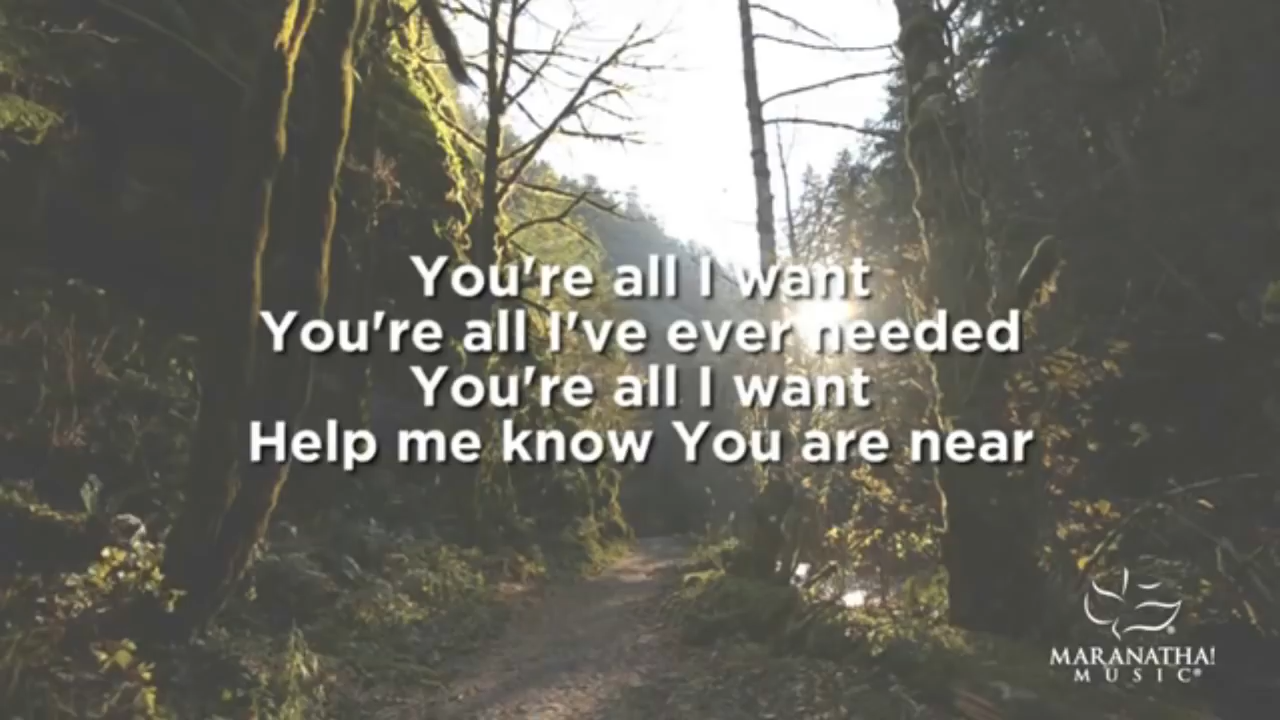 You're all I want
You're all I've ever needed
You're all I want
Help me know You are near
MARANATHA!
MUSIC®